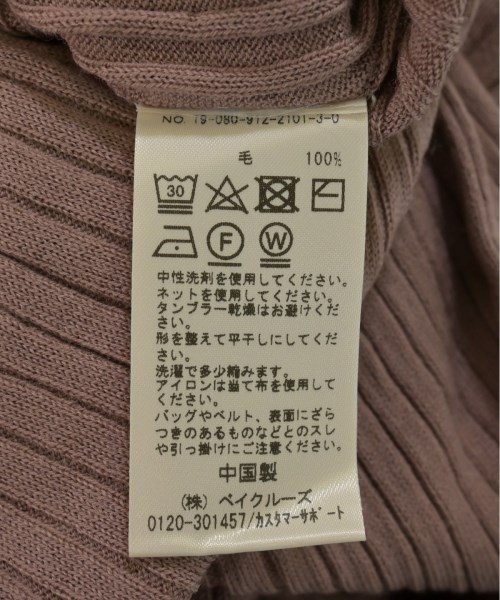 NO. 19-080-912-2101-3-0
毛 100%
30
F W
中性洗剤を使用してください。
ネットを使用してください。
タンブラー乾燥はお避けくだ
さい。
形を整えて平干しにしてくだ
さい。
洗濯で多少縮みます。
アイロンは当て布を使用して
ください。
バッグやベルト、表面にざら
つきのあるものなどとのスレ
や引っ掛けにご注意ください。
中国製
(株) ベイクルーズ
0120-301457/カスタマーサポート